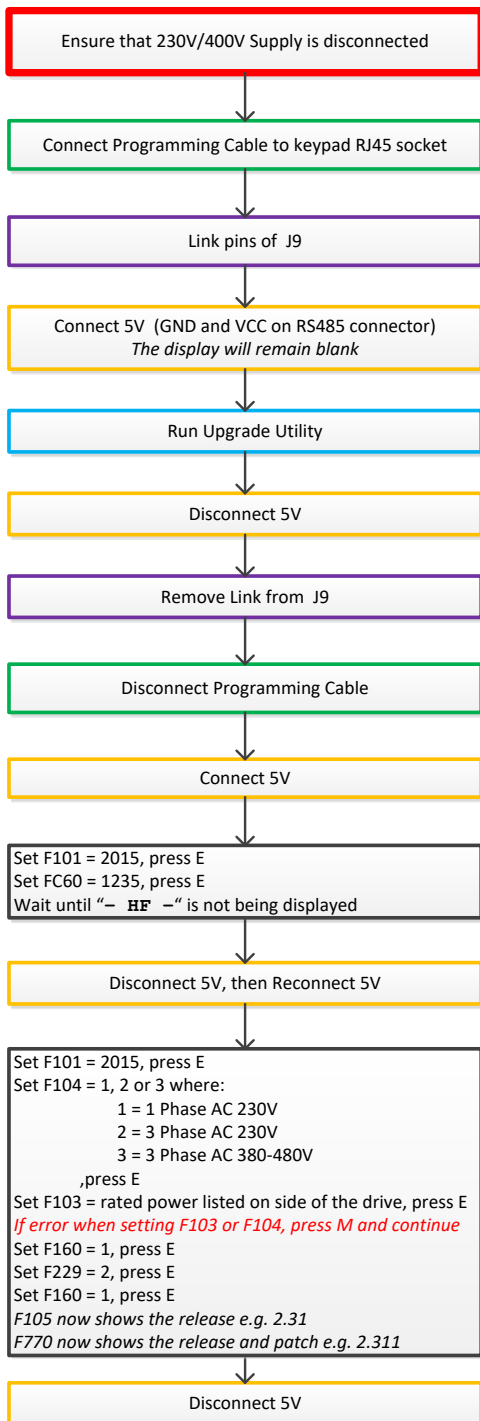 Ensure that 230V/400V Supply is disconnected
Connect Programming Cable to keypad RJ45 socket
Link pins of J9
Connect 5V (GND and VCC on RS485 connector)
The display will remain blank
Run Upgrade Utility
Disconnect 5V
Remove Link from J9
Disconnect Programming Cable
Connect 5V
Set F101 = 2015, press E
Set FC60 = 1235, press E
Wait until “– HF –“ is not being displayed
Disconnect 5V, then Reconnect 5V
Set F101 = 2015, press E
Set F104 = 1, 2 or 3 where:
1 = 1 Phase AC 230V
2 = 3 Phase AC 230V
3 = 3 Phase AC 380-480V
,press E
Set F103 = rated power listed on side of the drive, press E
If error when setting F103 or F104, press M and continue
Set F160 = 1, press E
Set F229 = 2, press E
Set F160 = 1, press E
F105 now shows the release e.g. 2.31
F770 now shows the release and patch e.g. 2.311
Disconnect 5V